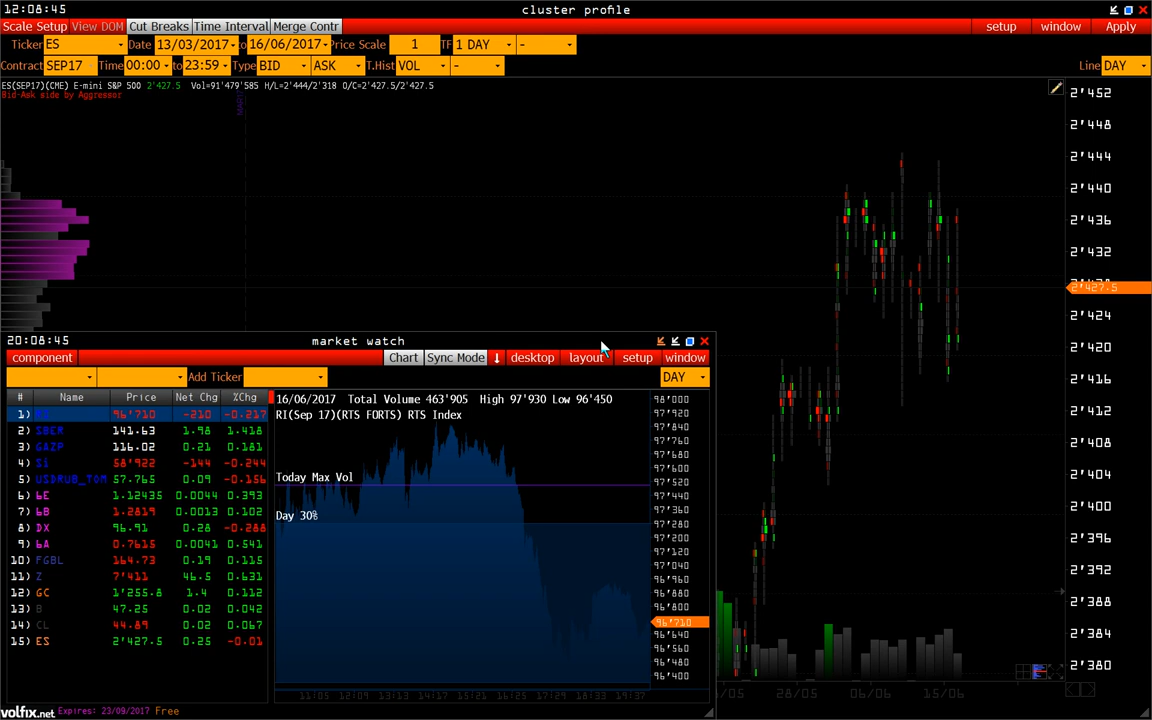 12:08:45 cluster profile
Scale Setup View DOM Cut Breaks Time Interval Merge Contr setup window Apply
Ticker ES Date 13/03/2017 to 16/06/2017 Price Scale 1 TF 1 DAY -
Contract SEP17 Time 00:00 to 23:59 Type BID ASK T.Hist VOL - Line DAY
ES(SEP17)(CME) E-mini S&P 500 2'427.5 Vol=91'479'585 H/L=2'444/2'318 O/C=2'427.5/2'427.5
Bid-Ask side by Aggressor
2'452
2'448
2'444
2'440
2'436
2'432
2'427.5
2'424
2'420
2'416
2'412
2'408
2'404
2'400
2'396
2'392
2'388
2'384
2'380
28/05 06/06 15/06
20:08:45 market watch
component Chart Sync Mode desktop layout setup window
Add Ticker DAY
# Name Price Net Chg %Chg
1) 96'710 -210 -0.217
2) SBER 141.63 1.98 1.418
3) GAZP 116.02 0.21 0.181
4) Si 58'922 -144 -0.244
5) USDRUB_TOM 57.765 0.09 -0.156
6) 6E 1.12435 0.0044 0.393
7) 6B 1.2819 0.0013 0.102
8) DX 96.91 0.28 -0.288
9) 6A 0.7615 0.0041 0.541
10) FGBL 164.73 0.19 0.115
11) Z 7'411 46.5 0.631
12) GC 1'255.8 1.4 0.112
13) B 47.25 0.02 0.042
14) CL 44.89 0.02 0.067
15) ES 2'427.5 0.25 -0.01
16/06/2017 Total Volume 463'905 High 97'930 Low 96'450
RI(Sep 17)(RTS FORTS) RTS Index
Today Max Vol
Day 30%
98'000
97'920
97'840
97'760
97'680
97'600
97'520
97'440
97'360
97'280
97'200
97'120
97'040
96'960
96'880
96'800
96'710
96'640
96'560
96'480
96'400
11:05 12:09 13:13 14:17 15:21 16:25 17:29 18:33 19:37
volfix.net Expires: 23/09/2017 Free